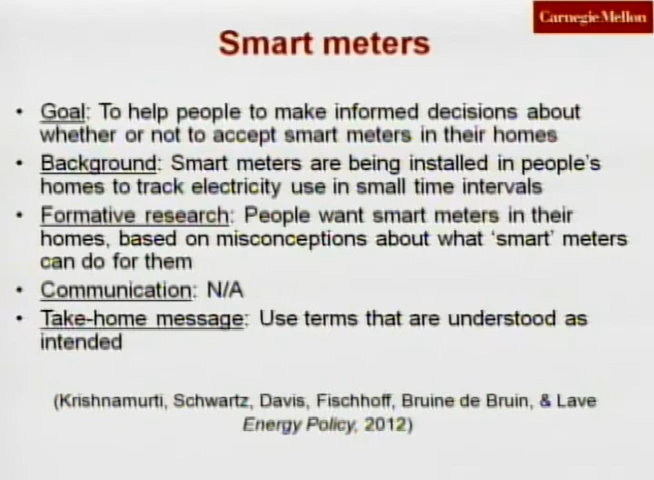 Carnegie Mellon
Smart meters
• Goal: To help people to make informed decisions about
whether or not to accept smart meters in their homes
• Background: Smart meters are being installed in people's
homes to track electricity use in small time intervals
• Formative research: People want smart meters in their
homes, based on misconceptions about what 'smart' meters
can do for them
• Communication: N/A
• Take-home message: Use terms that are understood as
intended
(Krishnamurti, Schwartz, Davis, Fischhoff, Bruine de Bruin, & Lave
Energy Policy, 2012)